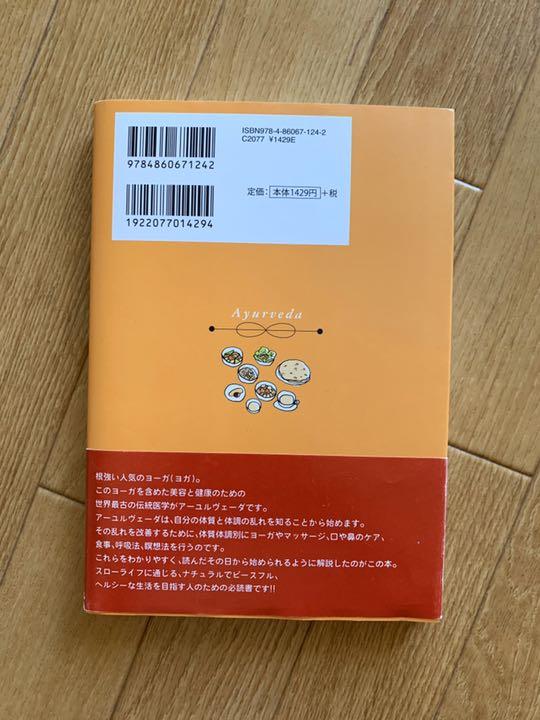 ISBN978-4-86067-124-2
C2077 ¥1429E
9784860671242
定価：本体1429円＋税
1922077014294
Ayurveda
根強い人気のヨーガ（ヨガ）。
このヨーガを含めた美容と健康のための
世界最古の伝統医学がアーユルヴェーダです。
アーユルヴェーダは、自分の体質と体調の乱れを知ることから始めます。
その乱れを改善するために、体質体調別にヨーガやマッサージ、口や鼻のケア、
食事、呼吸法、瞑想法を行うのです。
これらをわかりやすく、読んだその日から始められるように解説したのがこの本。
スローライフに通じる、ナチュラルでピースフル、
ヘルシーな生活を目指す人のための必読書です!!